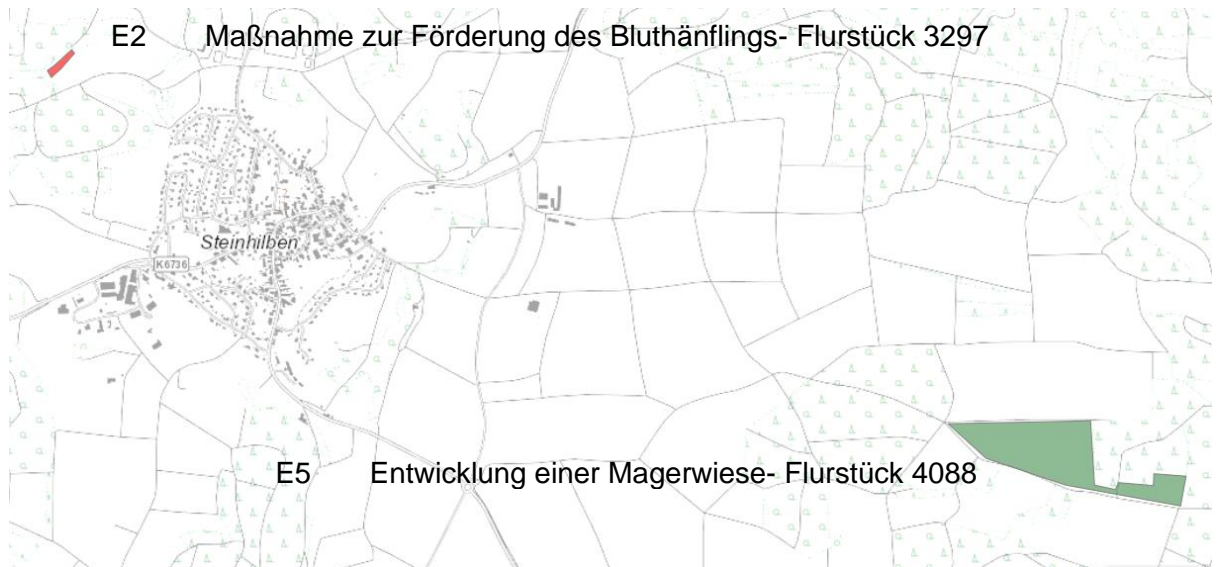 E2 Maßnahme zur Förderung des Bluthänflings- Flurstück 3297
Steinhilben
K6736
E5 Entwicklung einer Magerwiese- Flurstück 4088